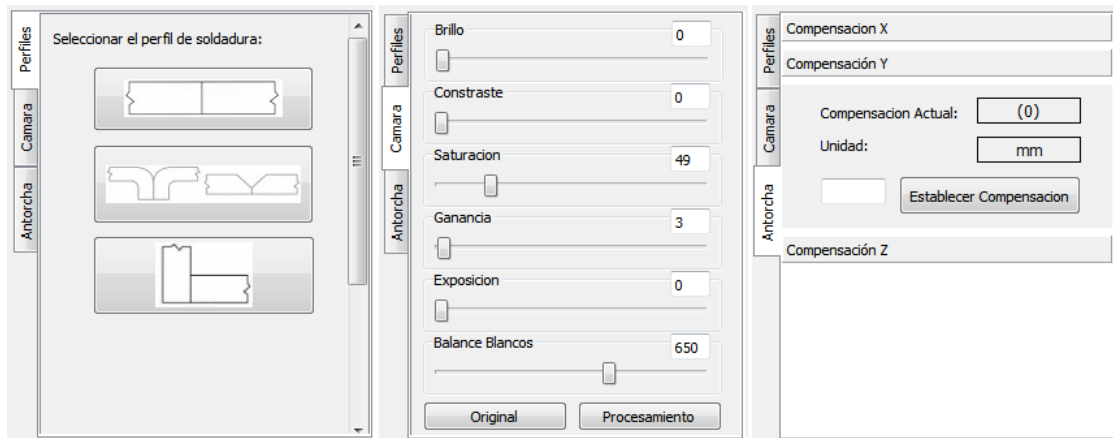 Perfiles
Camara
Antorcha
Seleccionar el perfil de soldadura:
Perfiles
Camara
Antorcha
Brillo
0
Constraste
0
Saturacion
49
Ganancia
3
Exposicion
0
Balance Blancos
650
Original
Procesamiento
Perfiles
Camara
Antorcha
Compensacion X
Compensación Y
Compensacion Actual:
(0)
Unidad:
mm
Establecer Compensacion
Compensación Z